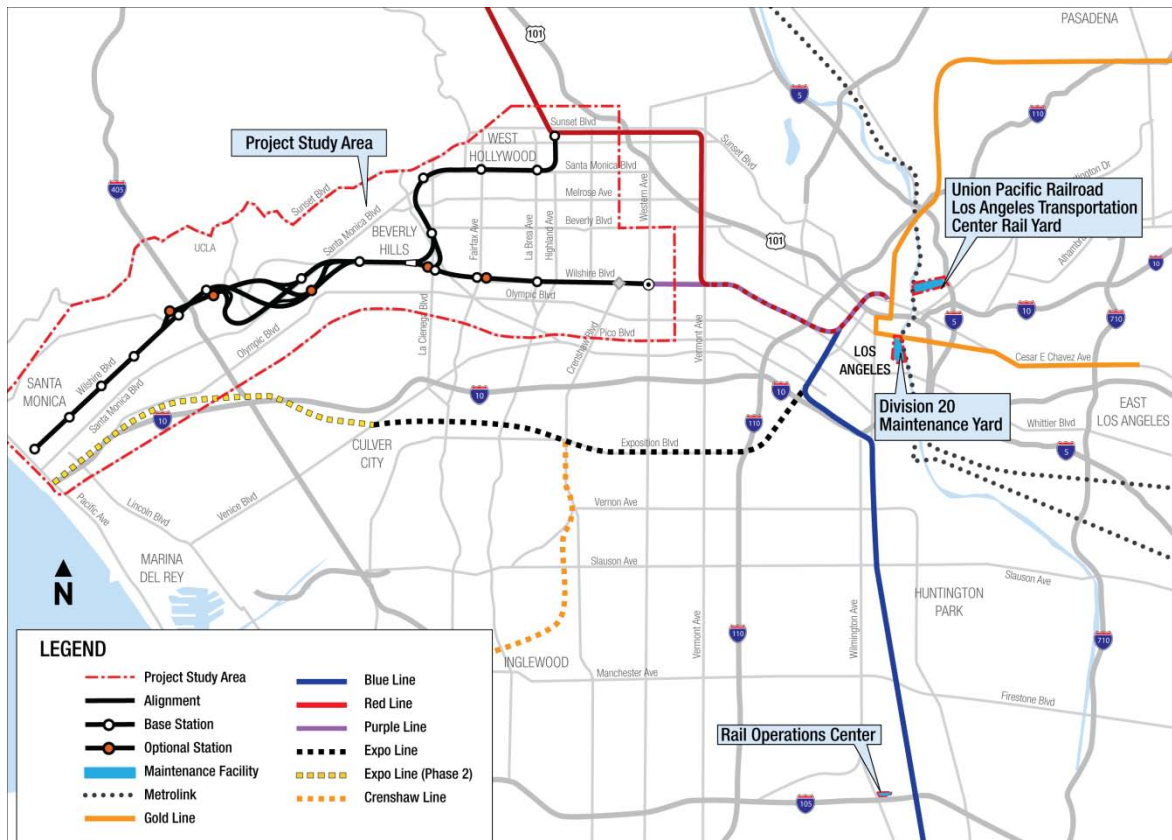 PASADENA
101
5
110
Sunset Blvd
WEST
HOLLYWOOD
Project Study Area
Santa Monica Blvd
Sunset Blvd
Melrose Ave
Western Ave
405
Sunset Blvd
Santa Monica Blvd
Union Pacific Railroad
Los Angeles Transportation
Center Rail Yard
UCLA
BEVERLY
HILLS
Fairfax Ave
La Brea Ave
Highland Ave
Beverly Blvd
101
10
Wilshire Blvd
Olympic Blvd
Olympic Blvd
La Cienega Blvd
Crenshaw Blvd
Pico Blvd
Vermont Ave
5
10
710
LOS
ANGELES
Cesar E Chavez Ave
SANTA
MONICA
Wilshire Blvd
Santa Monica Blvd
10
10
10
Division 20
Maintenance Yard
EAST
LOS ANGELES
Whittier Blvd
5
110
CULVER
CITY
Exposition Blvd
Pacific Ave
Lincoln Blvd
Venice Blvd
Vernon Ave
MARINA
DEL REY
N
Slauson Ave
Slauson Ave
HUNTINGTON
PARK
Vermont Ave
110
Wilmington Ave
710
INGLEWOOD
Manchester Ave
Firestone Blvd
Rail Operations Center
105
LEGEND
Project Study Area
Alignment
Base Station
Optional Station
Maintenance Facility
Metrolink
Gold Line
Blue Line
Red Line
Purple Line
Expo Line
Expo Line (Phase 2)
Crenshaw Line